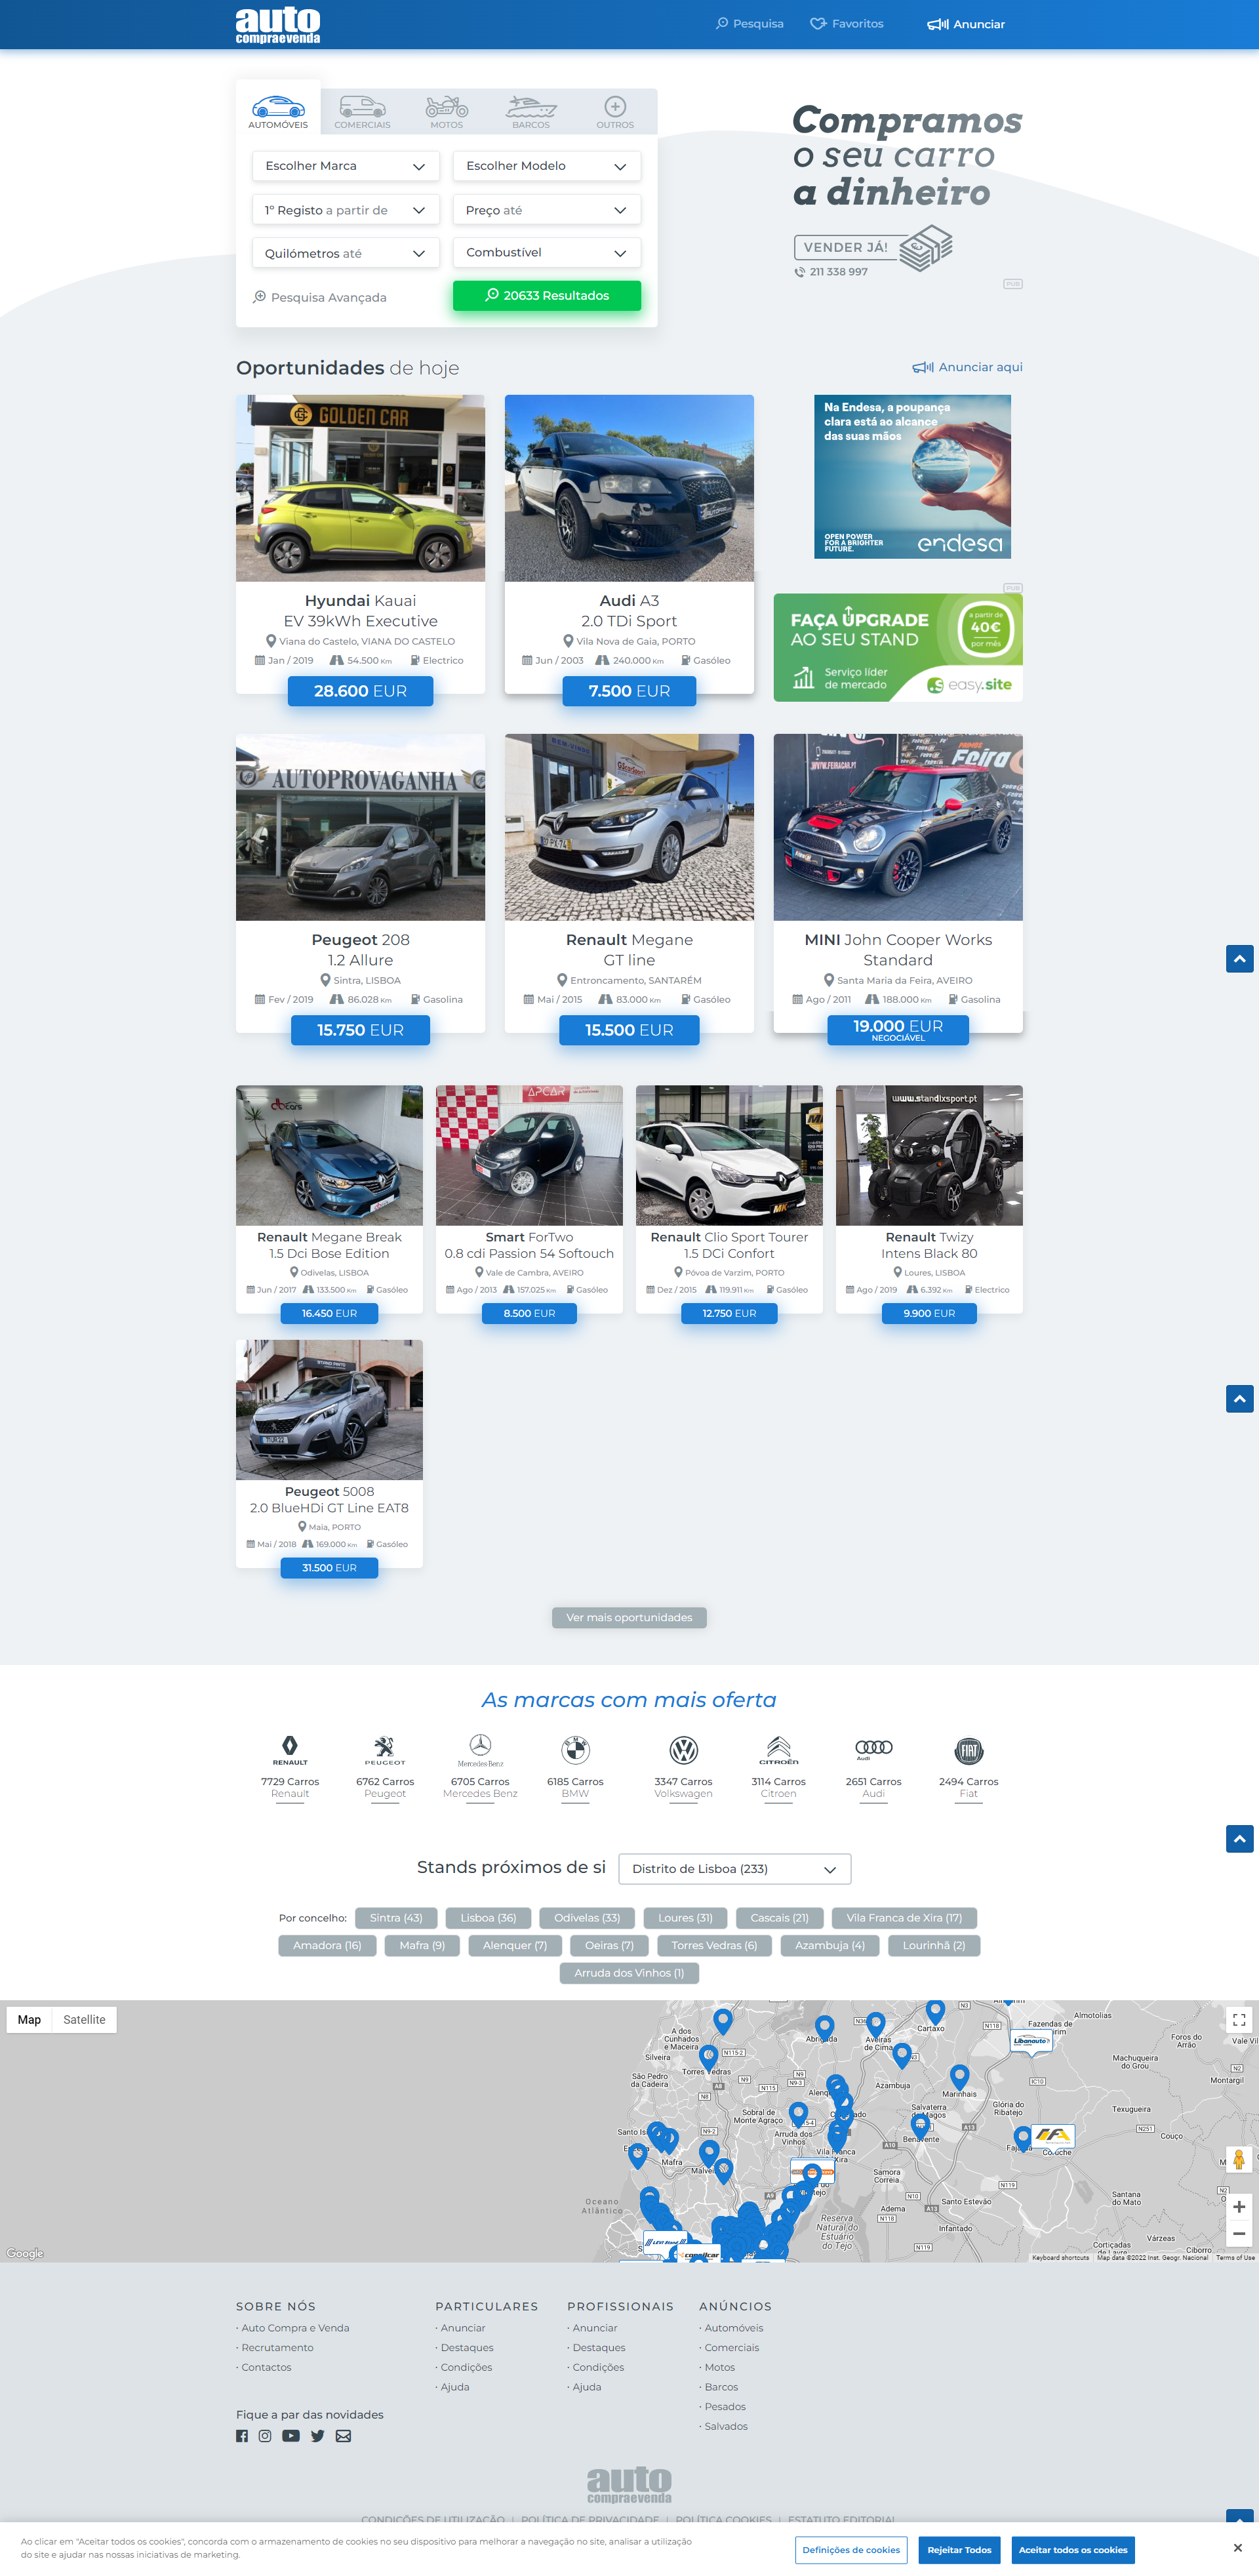 auto
compraevenda
Pesquisa
Favoritos
Anunciar
AUTOMÓVEIS
COMERCIAIS
MOTOS
BARCOS
OUTROS
Escolher Marca
Escolher Modelo
1º Registo a partir de
Preço até
Quilómetros até
Combustível
Pesquisa Avançada
20633 Resultados
Compramos
o seu carro
a dinheiro
VENDER JÁ!
211 338 997
PUB
Oportunidades de hoje
Anunciar aqui
GOLDEN CAR
Hyundai Kauai
EV 39kWh Executive
Viana do Castelo, VIANA DO CASTELO
Jan / 2019 54.500 Km Electrico
28.600 EUR
Audi A3
2.0 TDi Sport
Vila Nova de Gaia, PORTO
Jun / 2003 240.000 Km Gasóleo
7.500 EUR
Na Endesa, a poupança
clara está ao alcance
das suas mãos
OPEN POWER
FOR A BRIGHTER
FUTURE.
endesa
PUB
FAÇA UPGRADE
AO SEU STAND
a partir de
40€
por mês
Serviço líder
de mercado
easy.site
AUTOPROVAGANHA
Peugeot 208
1.2 Allure
Sintra, LISBOA
Fev / 2019 86.028 Km Gasolina
15.750 EUR
Renault Megane
GT line
Entroncamento, SANTARÉM
Mai / 2015 83.000 Km Gasóleo
15.500 EUR
WWW.FEIRACAR.PT
Feira
MINI John Cooper Works
Standard
Santa Maria da Feira, AVEIRO
Ago / 2011 188.000 Km Gasolina
19.000 EUR
NEGOCIÁVEL
cars
Renault Megane Break
1.5 Dci Bose Edition
Odivelas, LISBOA
Jun / 2017 133.500 Km Gasóleo
16.450 EUR
APCAR
Smart ForTwo
0.8 cdi Passion 54 Softouch
Vale de Cambra, AVEIRO
Ago / 2013 157.025 Km Gasóleo
8.500 EUR
MK
Renault Clio Sport Tourer
1.5 DCi Confort
Póvoa de Varzim, PORTO
Dez / 2015 119.911 Km Gasóleo
12.750 EUR
www.standixsport.pt
Renault Twizy
Intens Black 80
Loures, LISBOA
Ago / 2019 6.392 Km Electrico
9.900 EUR
Peugeot 5008
2.0 BlueHDi GT Line EAT8
Maia, PORTO
Mai / 2018 169.000 Km Gasóleo
31.500 EUR
Ver mais oportunidades
As marcas com mais oferta
RENAULT
PEUGEOT
Mercedes-Benz
BMW
CITROËN
Audi
FIAT
7729 Carros
Renault
6762 Carros
Peugeot
6705 Carros
Mercedes Benz
6185 Carros
BMW
3347 Carros
Volkswagen
3114 Carros
Citroen
2651 Carros
Audi
2494 Carros
Fiat
Stands próximos de si
Distrito de Lisboa (233)
Por concelho: Sintra (43) Lisboa (36) Odivelas (33) Loures (31) Cascais (21) Vila Franca de Xira (17)
Amadora (16) Mafra (9) Alenquer (7) Oeiras (7) Torres Vedras (6) Azambuja (4) Lourinhã (2)
Arruda dos Vinhos (1)
Map
Satellite
A dos
Cunhados
e Maceira
Silveira
Torres Vedras
São Pedro
da Cadeira
Sobral de
Monte Agraço
Arruda dos
Vinhos
Mafra
Aveiras
de Cima
Cartaxo
Azambuja
Salvaterra
de Magos
Marinhais
Glória do
Ribatejo
Almotolias
Fazendas de
Foros do
Arrão
Machuqueira
do Grou
Montargil
Texugueira
Couço
Libanauto
Benavente
Samora
Correia
Santo Estevão
Adema
Infantado
Santana
do Mato
Várzeas
Ciborro
Reserva
Natural do
Estuário
do Tejo
Oceano
Atlântico
Google
Keyboard shortcuts
Map data ©2022 Inst. Geogr. Nacional
Terms of Use
SOBRE NÓS
· Auto Compra e Venda
· Recrutamento
· Contactos
PARTICULARES
· Anunciar
· Destaques
· Condições
· Ajuda
PROFISSIONAIS
· Anunciar
· Destaques
· Condições
· Ajuda
ANÚNCIOS
· Automóveis
· Comerciais
· Motos
· Barcos
· Pesados
· Salvados
Fique a par das novidades
auto
compraevenda
CONDIÇÕES DE UTILIZAÇÃO | POLÍTICA DE PRIVACIDADE | POLÍTICA COOKIES | ESTATUTO EDITORIAL
Ao clicar em "Aceitar todos os cookies", concorda com o armazenamento de cookies no seu dispositivo para melhorar a navegação no site, analisar a utilização
do site e ajudar nas nossas iniciativas de marketing.
Definições de cookies
Rejeitar Todos
Aceitar todos os cookies